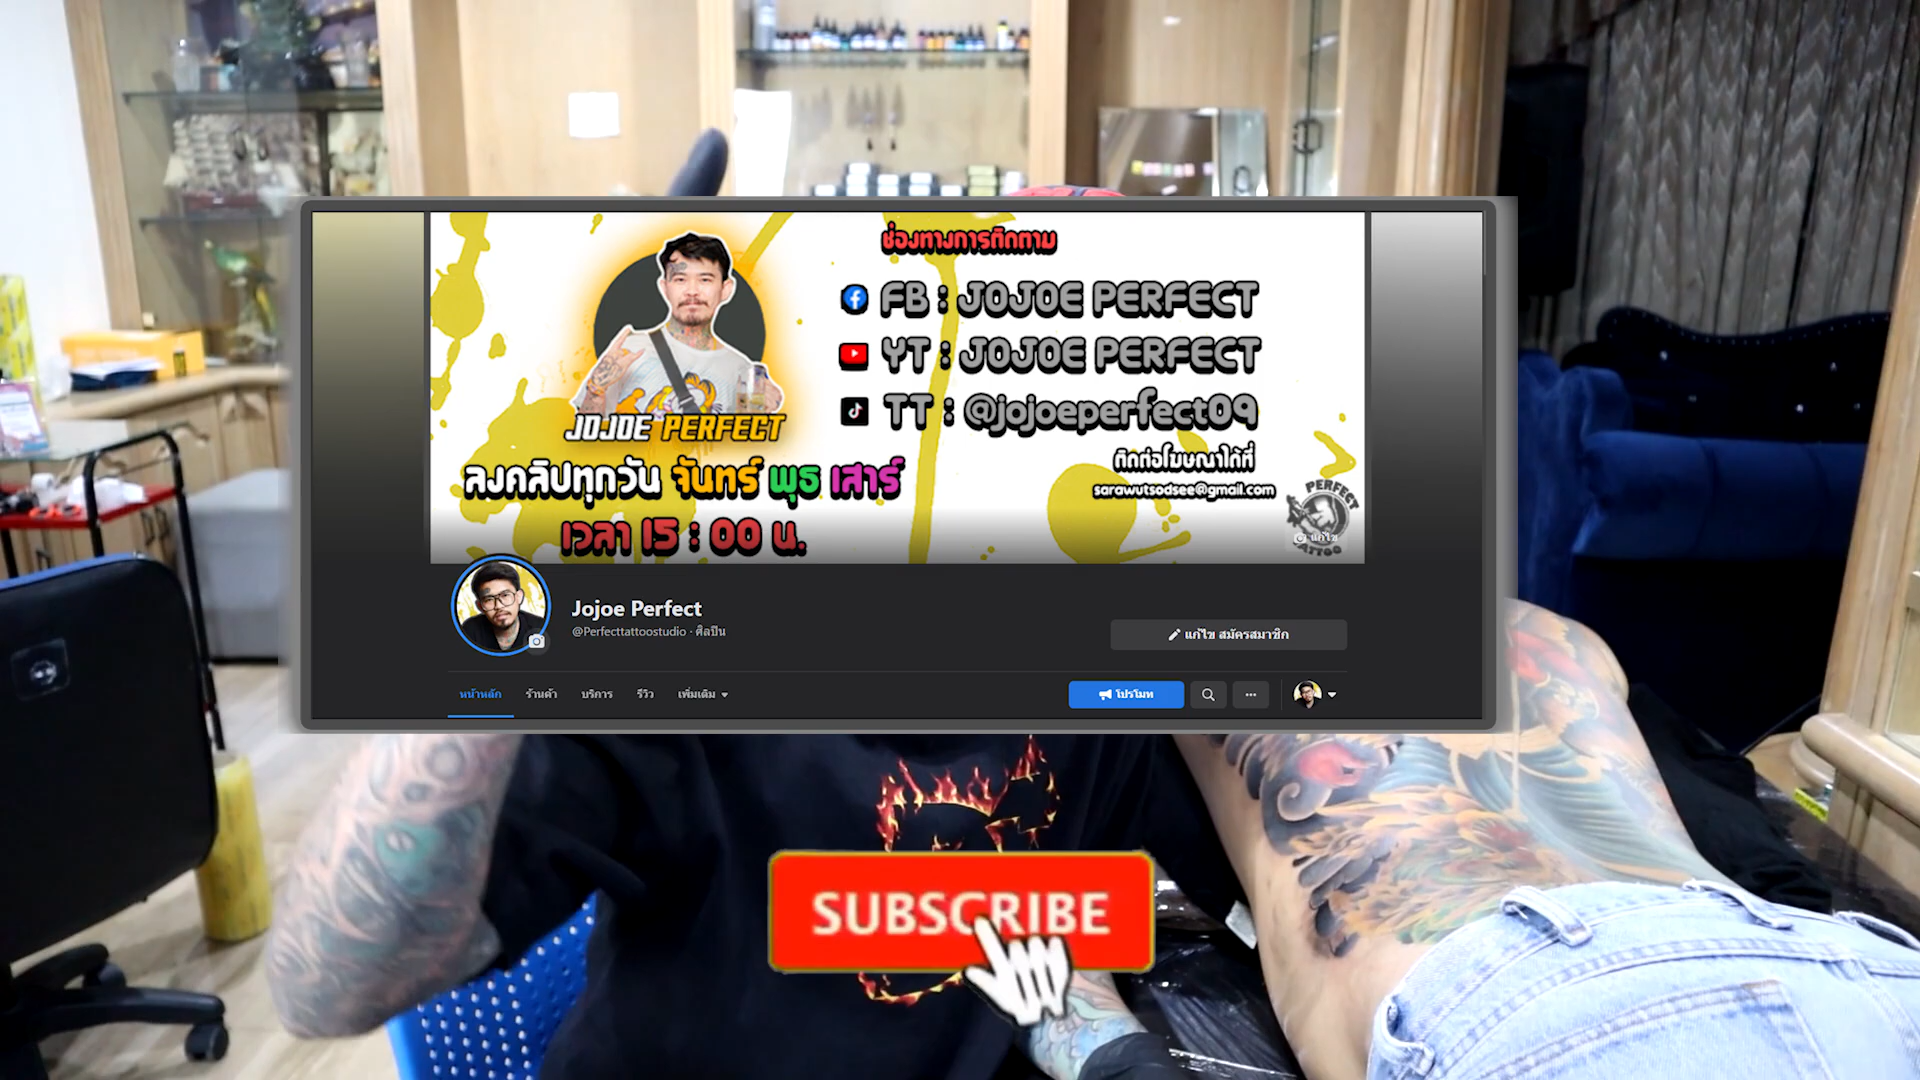 ช่องทางการติดตาม
FB : JOJOE PERFECT
YT : JOJOE PERFECT
TT : @jojoeperfect09
ติดต่อโฆษณาได้ที่
sarawutsodsee@gmail.com
JOJOE PERFECT
ลงคลิปทุกวัน จันทร์ พุธ เสาร์
เวลา 15 : 00 น.
PERFECT
แก้ไข
TATTOO
Jojoe Perfect
@Perfecttattoostudio · ศิลปิน
แก้ไข สมัครสมาชิก
หน้าหลัก ร้านค้า บริการ รีวิว เพิ่มเติม
โปรโมท
SUBSCRIBE